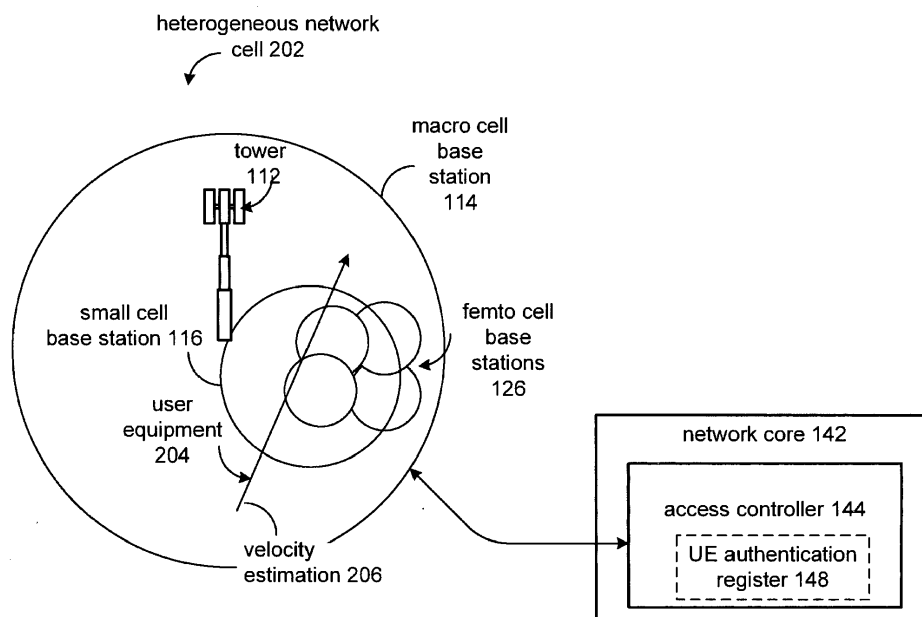 heterogeneous network
cell 202
macro cell
base
station
114
tower
112
small cell
base station 116
femto cell
base
stations
126
user
equipment
204
velocity
estimation 206
network core 142
access controller 144
UE authentication
register 148